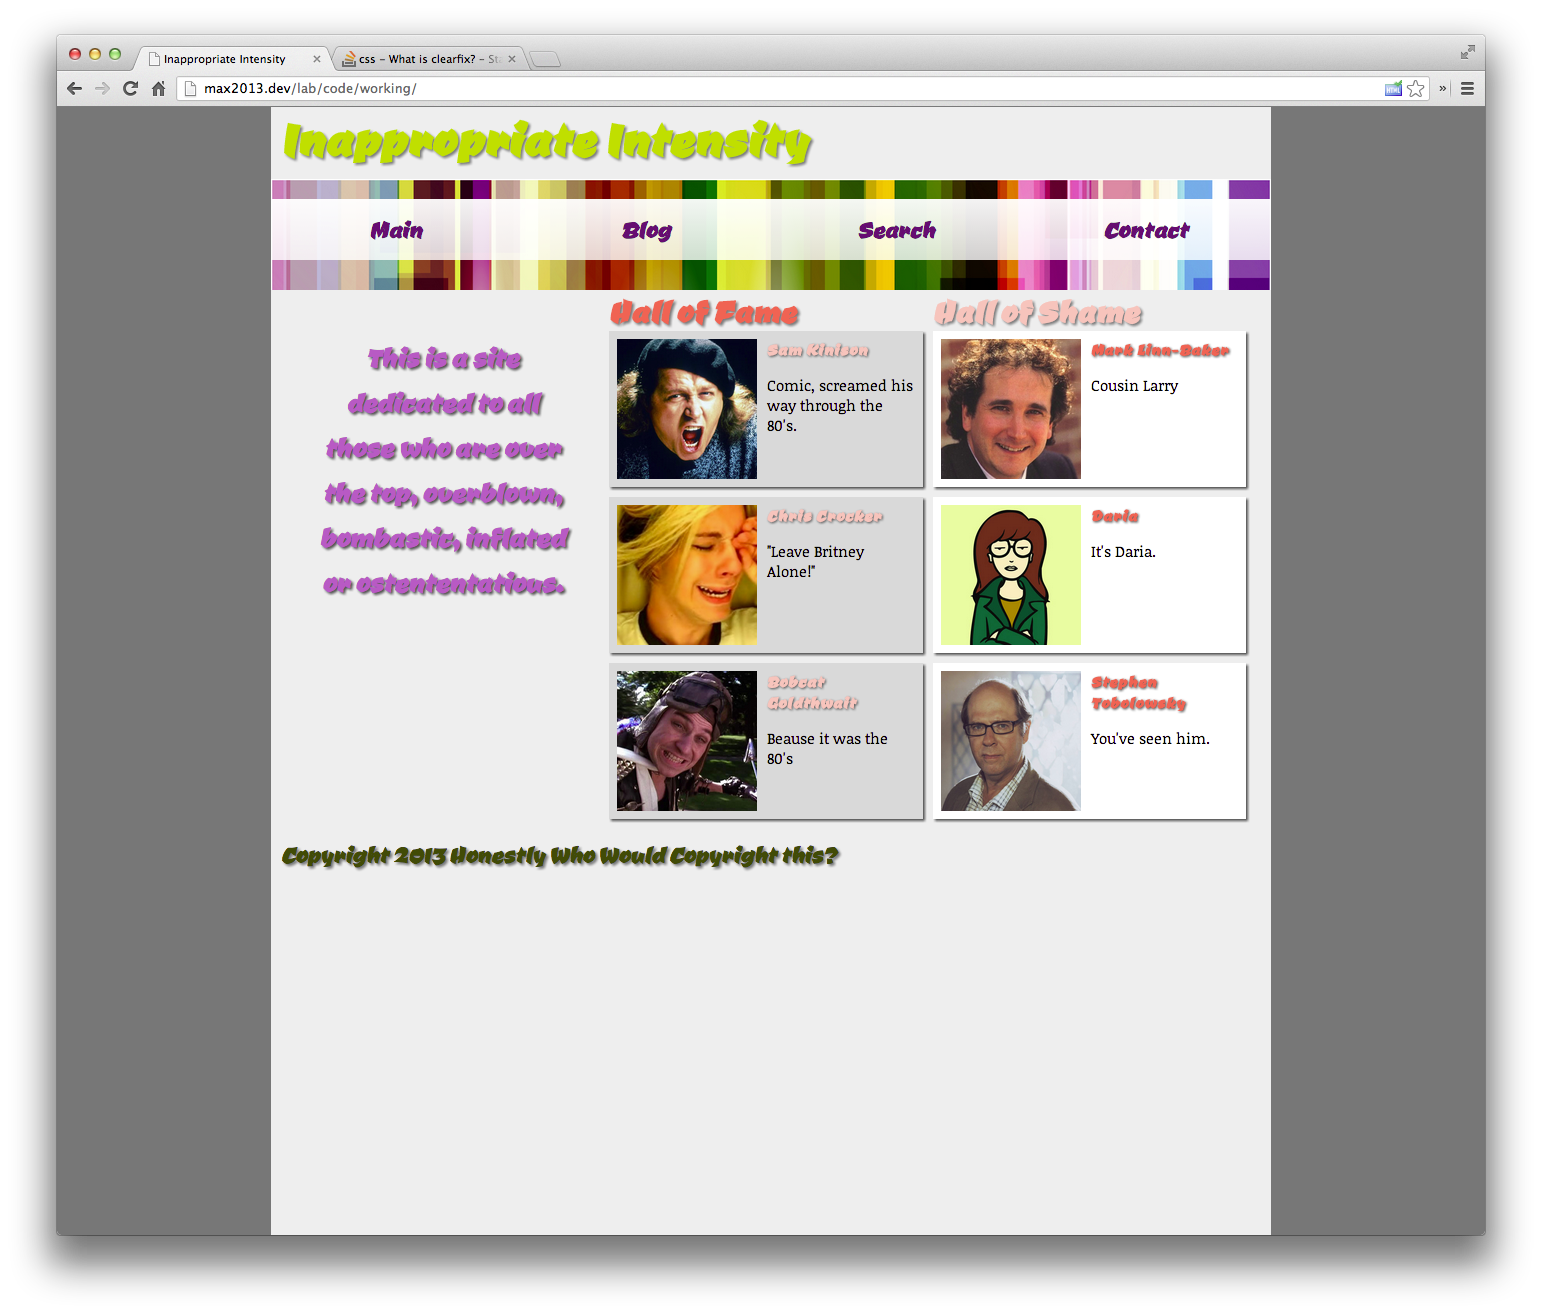 Inappropriate Intensity
css - What is clearfix? - St
max2013.dev/lab/code/working/
»
Inappropriate Intensity
Main
Blog
Search
Contact
This is a site
dedicated to all
those who are over
the top, overblown,
bombastic, inflated
or ostententatious.
Hall of Fame
Sam Kinison
Comic, screamed his
way through the
80's.
Chris Crocker
"Leave Britney
Alone!"
Bobcat
Goldthwait
Beause it was the
80's
Hall of Shame
Mark Linn-Baker
Cousin Larry
Daria
It's Daria.
Stephen
Tobolowsky
You've seen him.
Copyright 2013 Honestly Who Would Copyright this?